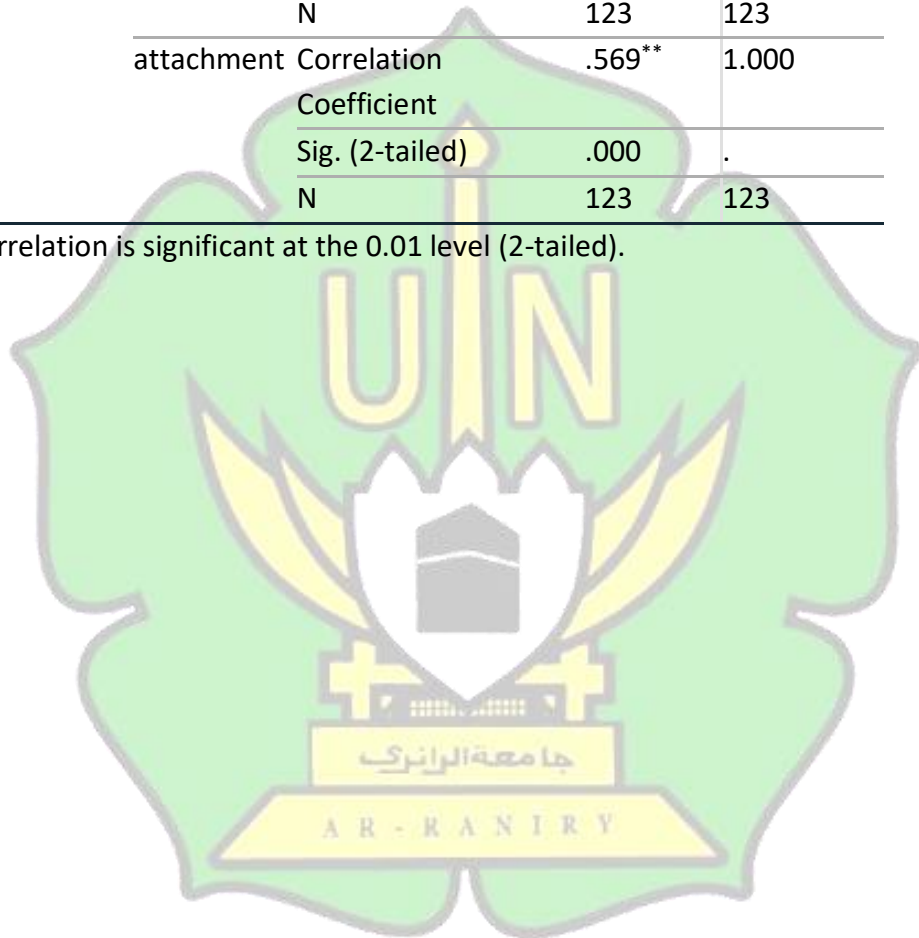 N 123 123
attachment Correlation .569** 1.000
Coefficient
Sig. (2-tailed) .000 .
N 123 123
rrelation is significant at the 0.01 level (2-tailed).
UIN
جامعةالرانري
AR-RANIRY